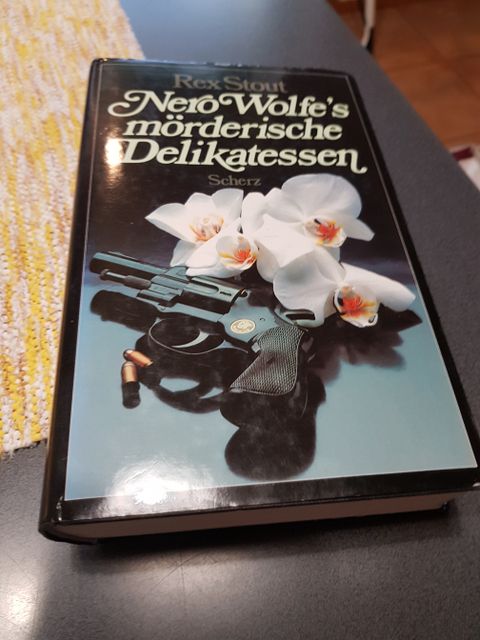 Rex Stout
Nero Wolfe's
mörderische
Delikatessen
Scherz